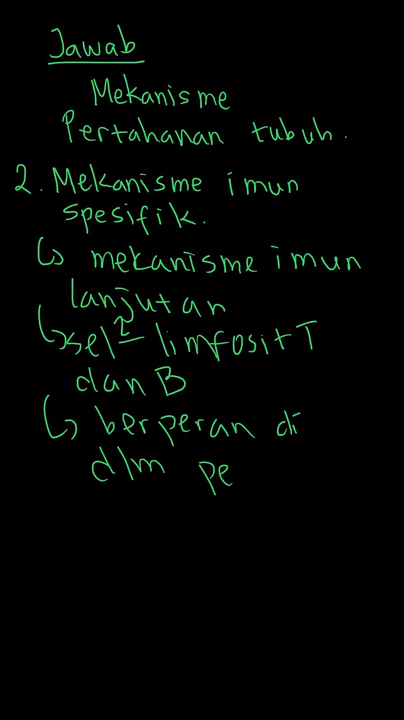 Jawab
Mekanisme
Pertahanan tubuh.
2. Mekanisme imun
spesifik.
↳ mekanisme imun
lanjutan
↳ sel² limfosit T
dan B
↳ berperan di
dlm pe